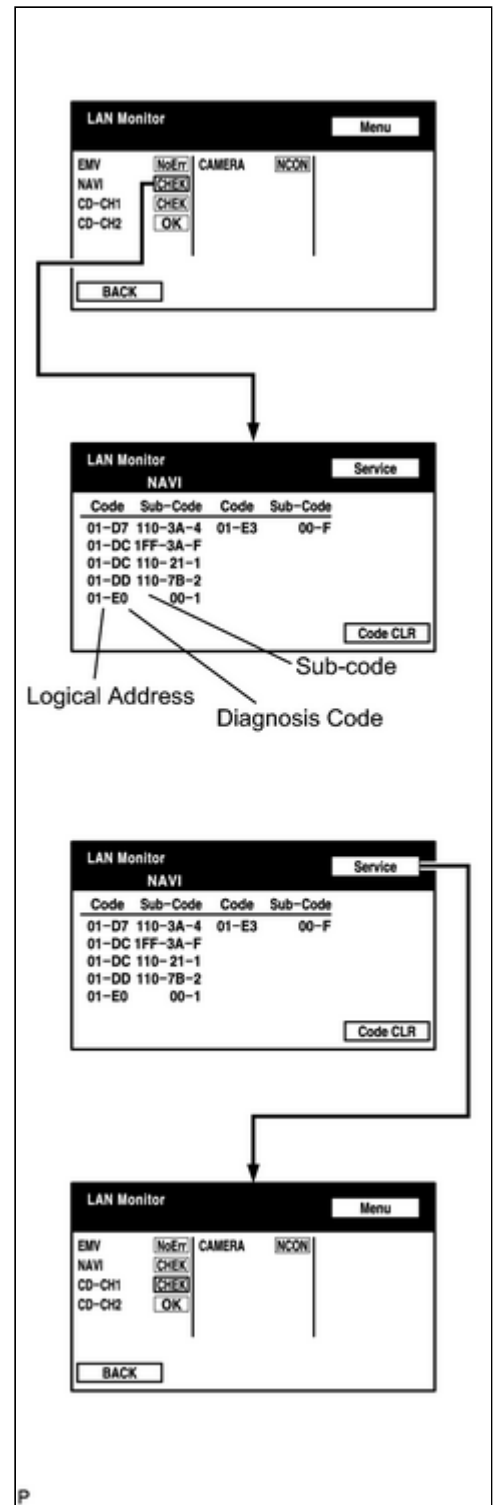 LAN Monitor
Menu
EMV NoErr CAMERA NCON
NAVI CHEK
CD-CH1 CHEK
CD-CH2 OK
BACK
LAN Monitor
NAVI
Service
Code Sub-Code Code Sub-Code
01-D7 110-3A-4 01-E3 00-F
01-DC 1FF-3A-F
01-DC 110-21-1
01-DD 110-7B-2
01-E0 00-1
Code CLR
Sub-code
Logical Address
Diagnosis Code
LAN Monitor
NAVI
Service
Code Sub-Code Code Sub-Code
01-D7 110-3A-4 01-E3 00-F
01-DC 1FF-3A-F
01-DC 110-21-1
01-DD 110-7B-2
01-E0 00-1
Code CLR
LAN Monitor
Menu
EMV NoErr CAMERA NCON
NAVI CHEK
CD-CH1 CHEK
CD-CH2 OK
BACK
P